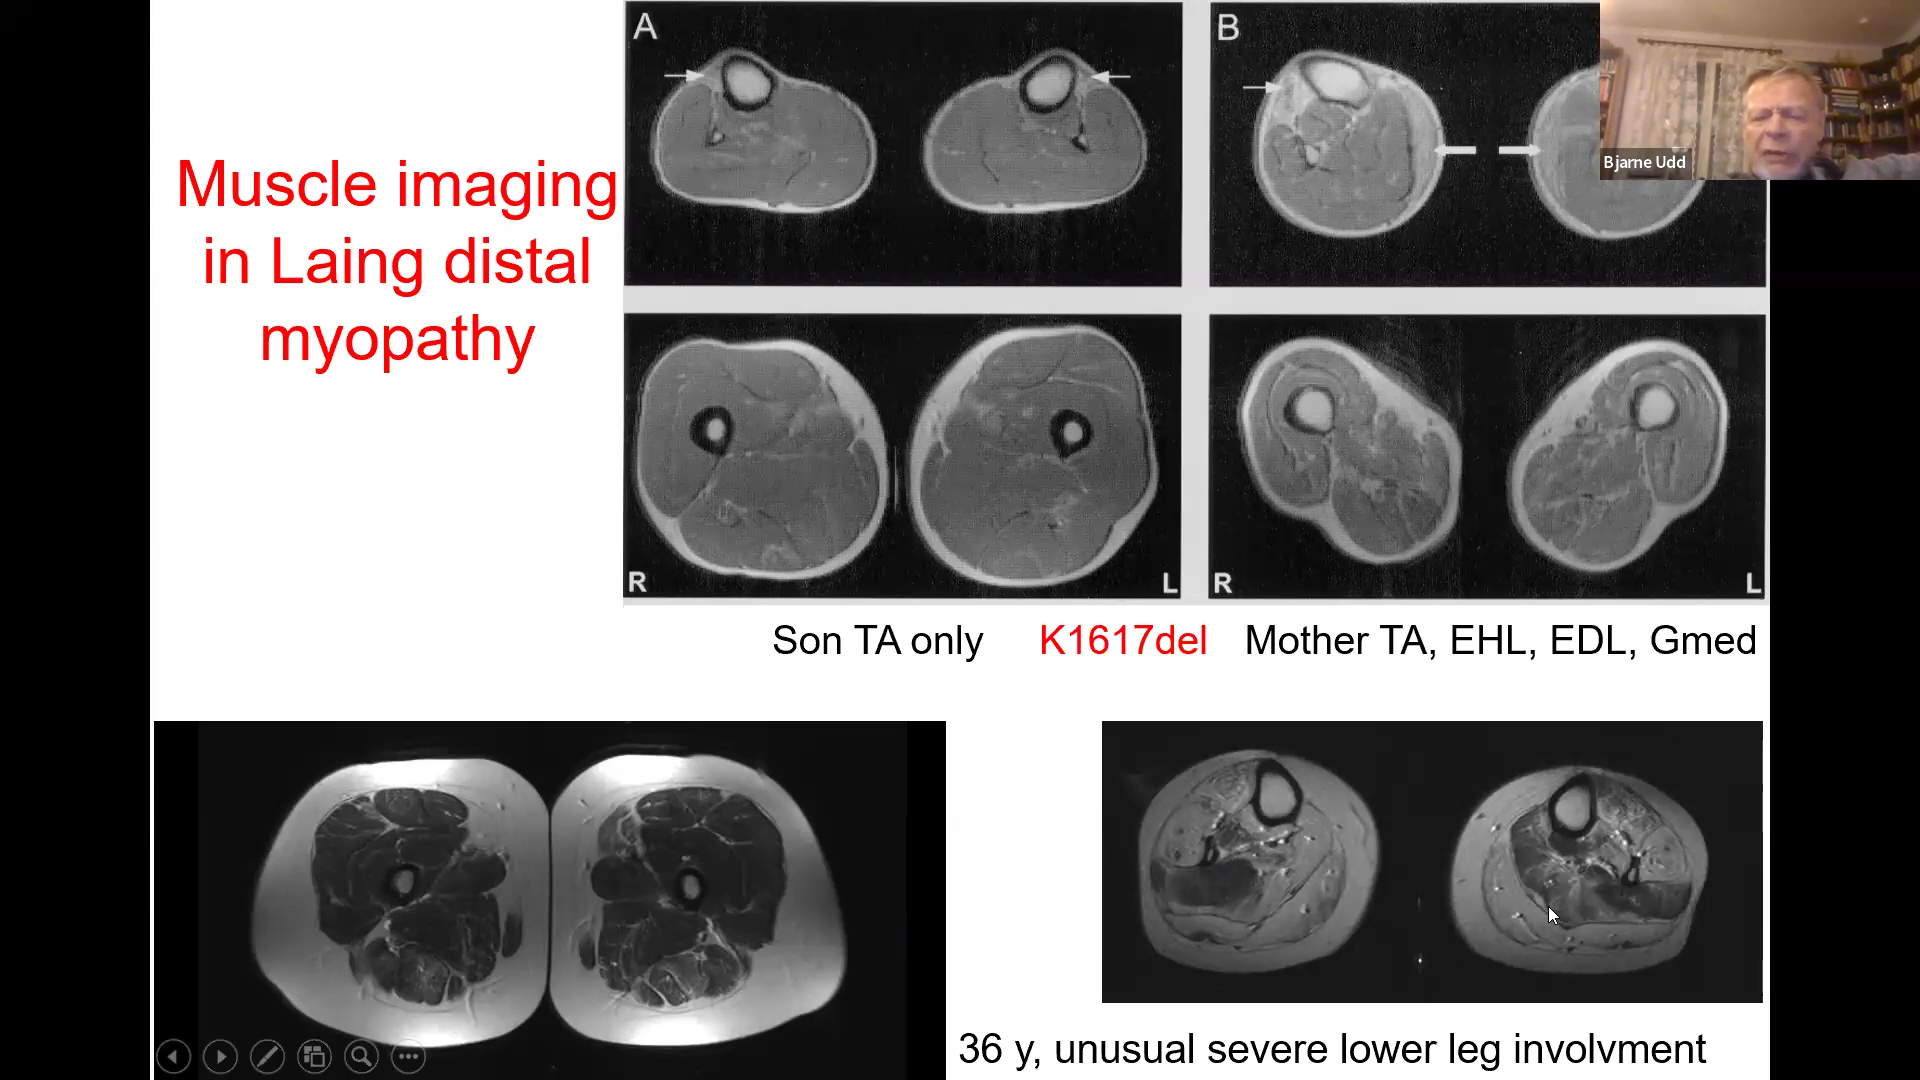 A
B
Bjarne Udd
Muscle imaging
in Laing distal
myopathy
R
L
R
L
Son TA only
K1617del
Mother TA, EHL, EDL, Gmed
36 y, unusual severe lower leg involvment